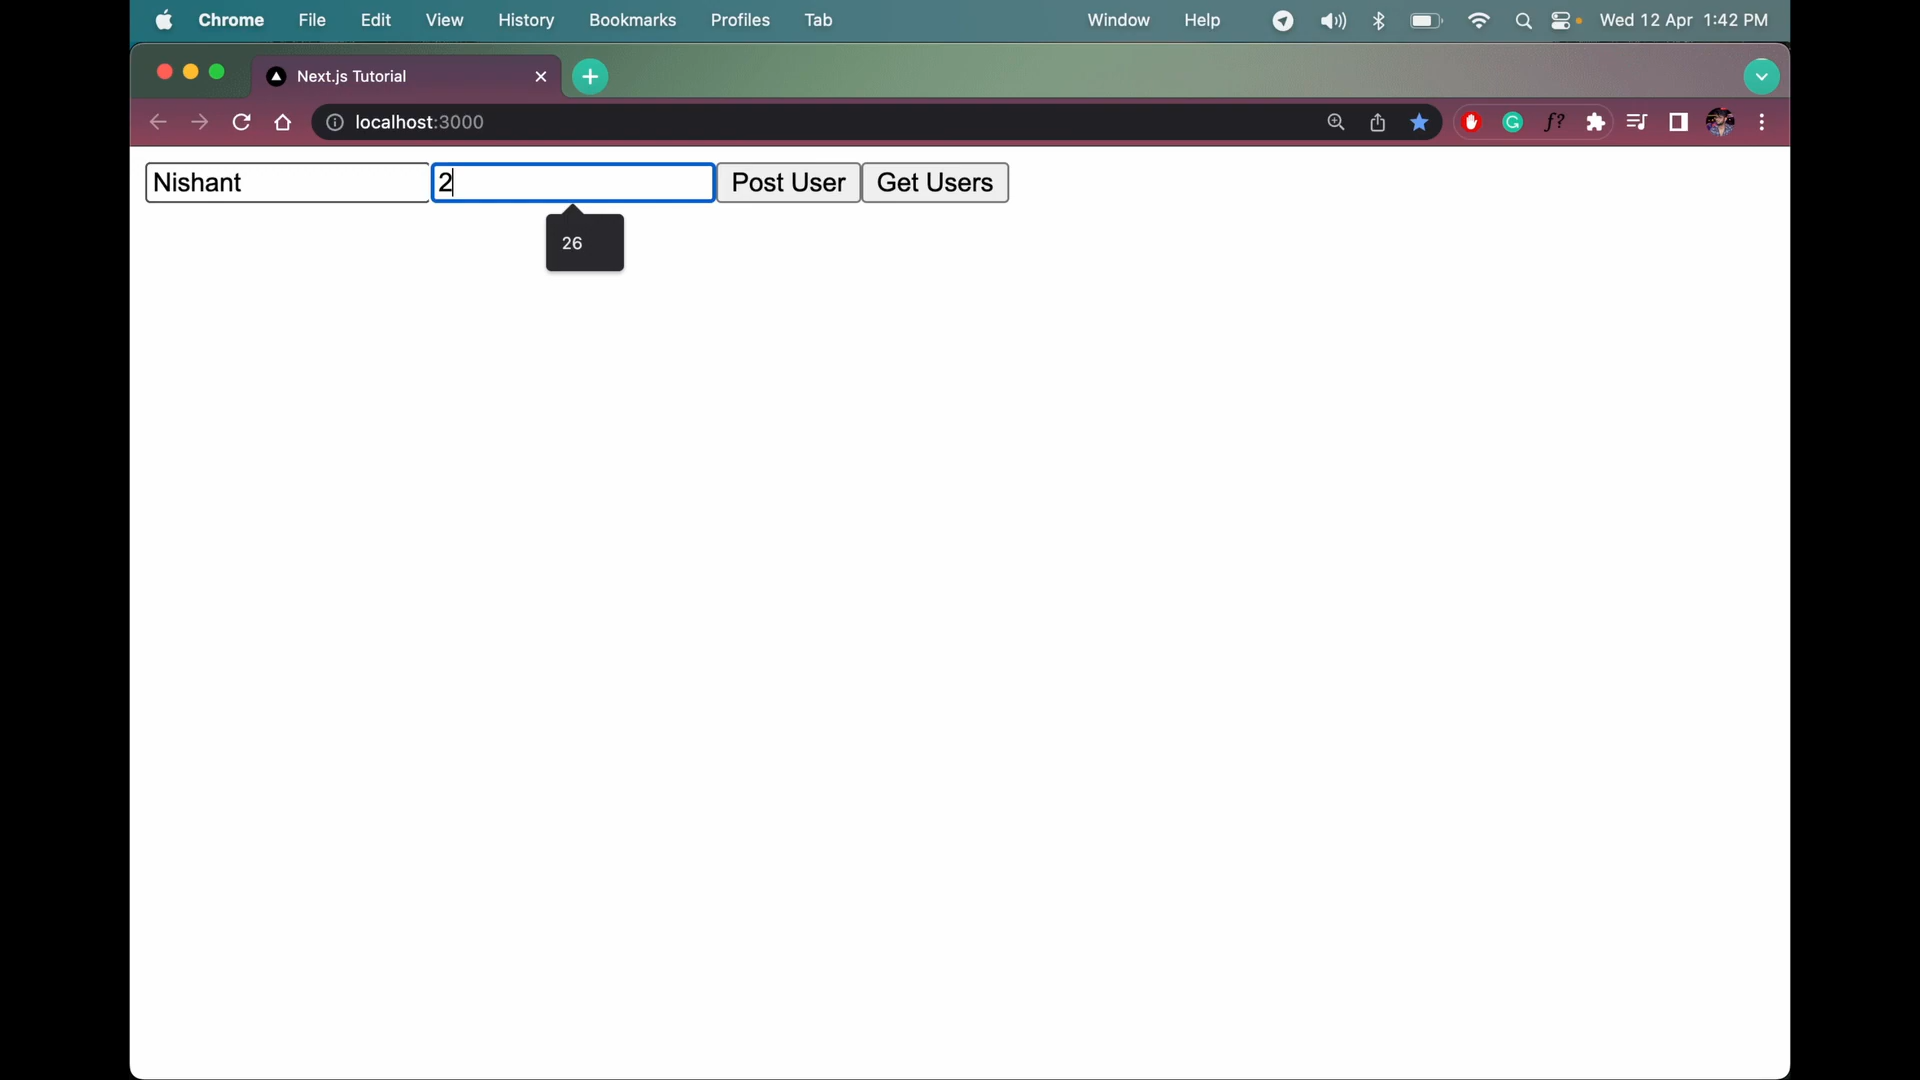 Chrome File Edit View History Bookmarks Profiles Tab Window Help Wed 12 Apr 1:42 PM
Next.js Tutorial
localhost:3000
Nishant 2 Post User Get Users
26